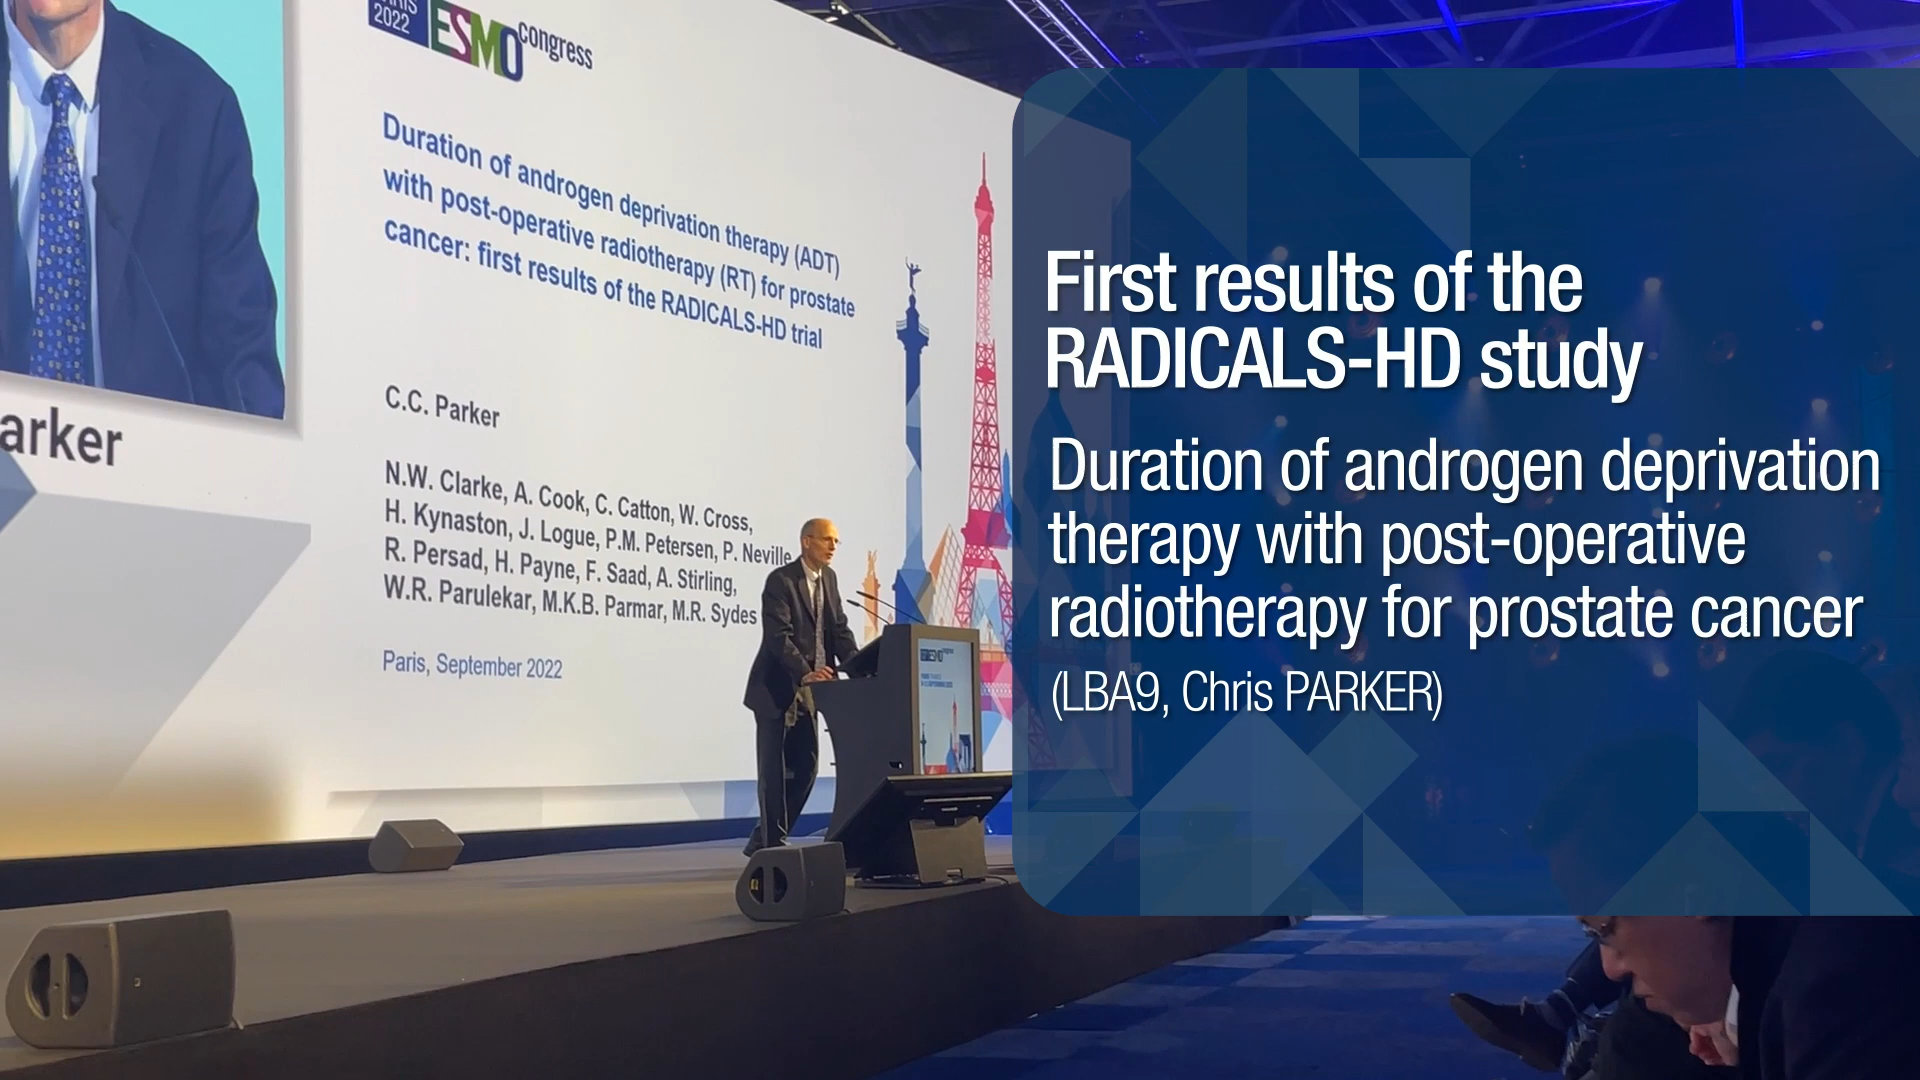 2022
ESMO congress
Duration of androgen deprivation therapy (ADT)
with post-operative radiotherapy (RT) for prostate
cancer: first results of the RADICALS-HD trial
C.C. Parker
N.W. Clarke, A. Cook, C. Catton, W. Cross,
H. Kynaston, J. Logue, P.M. Petersen, P. Neville
R. Persad, H. Payne, F. Saad, A. Stirling,
W.R. Parulekar, M.K.B. Parmar, M.R. Sydes
Paris, September 2022
arker
ESMO congress
First results of the
RADICALS-HD study
Duration of androgen deprivation
therapy with post-operative
radiotherapy for prostate cancer
(LBA9, Chris PARKER)